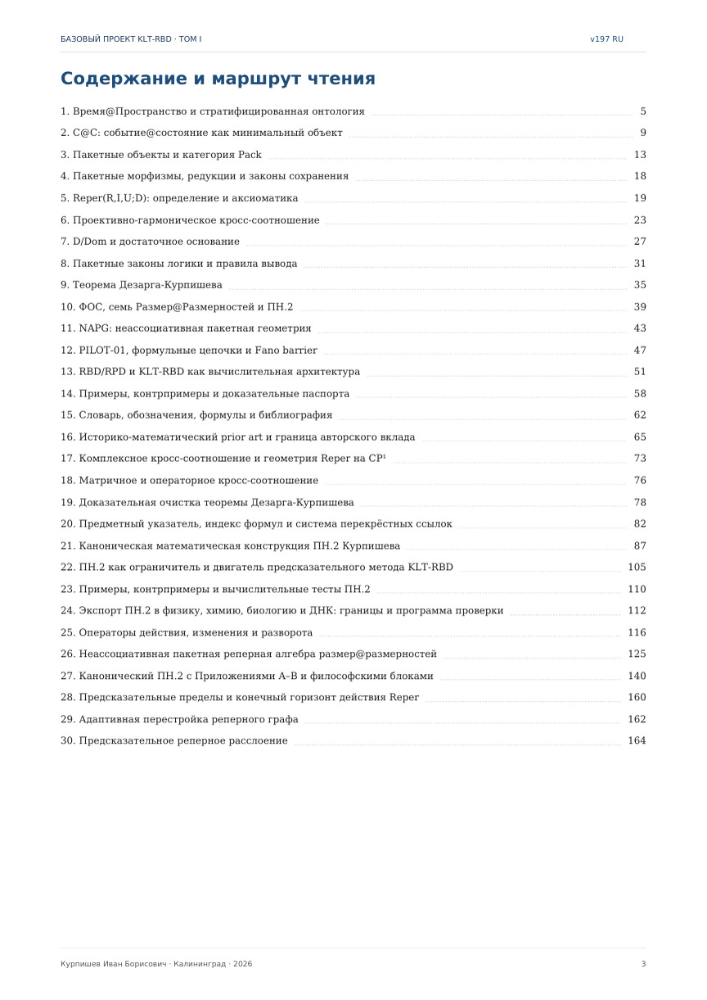 БАЗОВЫЙ ПРОЕКТ KLT-RBD · ТОМ I v197 RU
Содержание и маршрут чтения
1. Время@Пространство и стратифицированная онтология 5
2. С@С: событие@состояние как минимальный объект 9
3. Пакетные объекты и категория Pack 13
4. Пакетные морфизмы, редукции и законы сохранения 18
5. Reper(R,I,U;D): определение и аксиоматика 19
6. Проективно-гармоническое кросс-соотношение 23
7. D/Dom и достаточное основание 27
8. Пакетные законы логики и правила вывода 31
9. Теорема Дезарга-Курпишева 35
10. ФОС, семь Размер@Размерностей и ПН.2 39
11. NAPG: неассоциативная пакетная геометрия 43
12. PILOT-01, формульные цепочки и Fano barrier 47
13. RBD/RPD и KLT-RBD как вычислительная архитектура 51
14. Примеры, контрпримеры и доказательные паспорта 58
15. Словарь, обозначения, формулы и библиография 62
16. Историко-математический prior art и граница авторского вклада 65
17. Комплексное кросс-соотношение и геометрия Reper на CP¹ 73
18. Матричное и операторное кросс-соотношение 76
19. Доказательная очистка теоремы Дезарга-Курпишева 78
20. Предметный указатель, индекс формул и система перекрёстных ссылок 82
21. Каноническая математическая конструкция ПН.2 Курпишева 87
22. ПН.2 как ограничитель и двигатель предсказательного метода KLT-RBD 105
23. Примеры, контрпримеры и вычислительные тесты ПН.2 110
24. Экспорт ПН.2 в физику, химию, биологию и ДНК: границы и программа проверки 112
25. Операторы действия, изменения и разворота 116
26. Неассоциативная пакетная реперная алгебра размер@размерностей 125
27. Канонический ПН.2 с Приложениями А–В и философскими блоками 140
28. Предсказательные пределы и конечный горизонт действия Reper 160
29. Адаптивная перестройка реперного графа 162
30. Предсказательное реперное расслоение 164
Курпишев Иван Борисович · Калининград · 2026 3